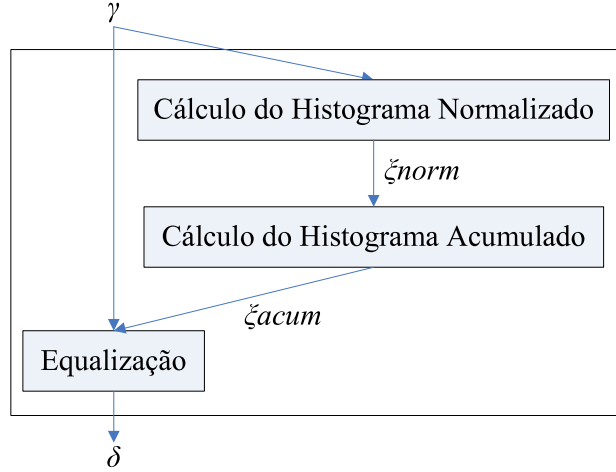 γ
Cálculo do Histograma Normalizado
ξnorm
Cálculo do Histograma Acumulado
ξacum
Equalização
δ